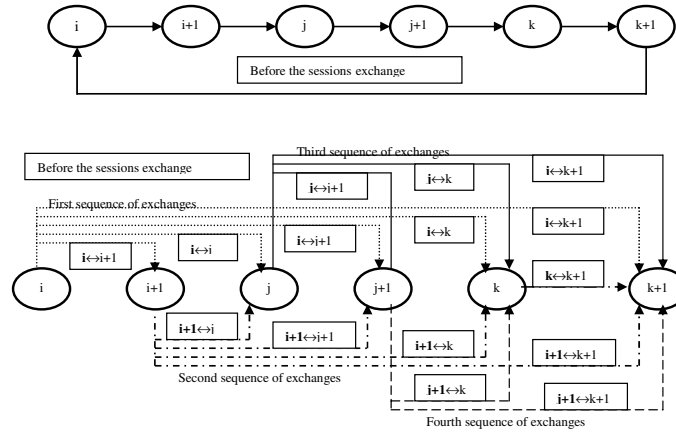 i i+1 j j+1 k k+1
Before the sessions exchange
Third sequence of exchanges
Before the sessions exchange
i↔k+1
j↔k
j↔j+1
First sequence of exchanges
i↔k+1
i↔k
i↔j+1
i↔j
i↔i+1
k↔k+1
i i+1 j j+1 k k+1
i+1↔j
i+1↔j+1
i+1↔k
i+1↔k+1
Second sequence of exchanges
j+1↔k
j+1↔k+1
Fourth sequence of exchanges